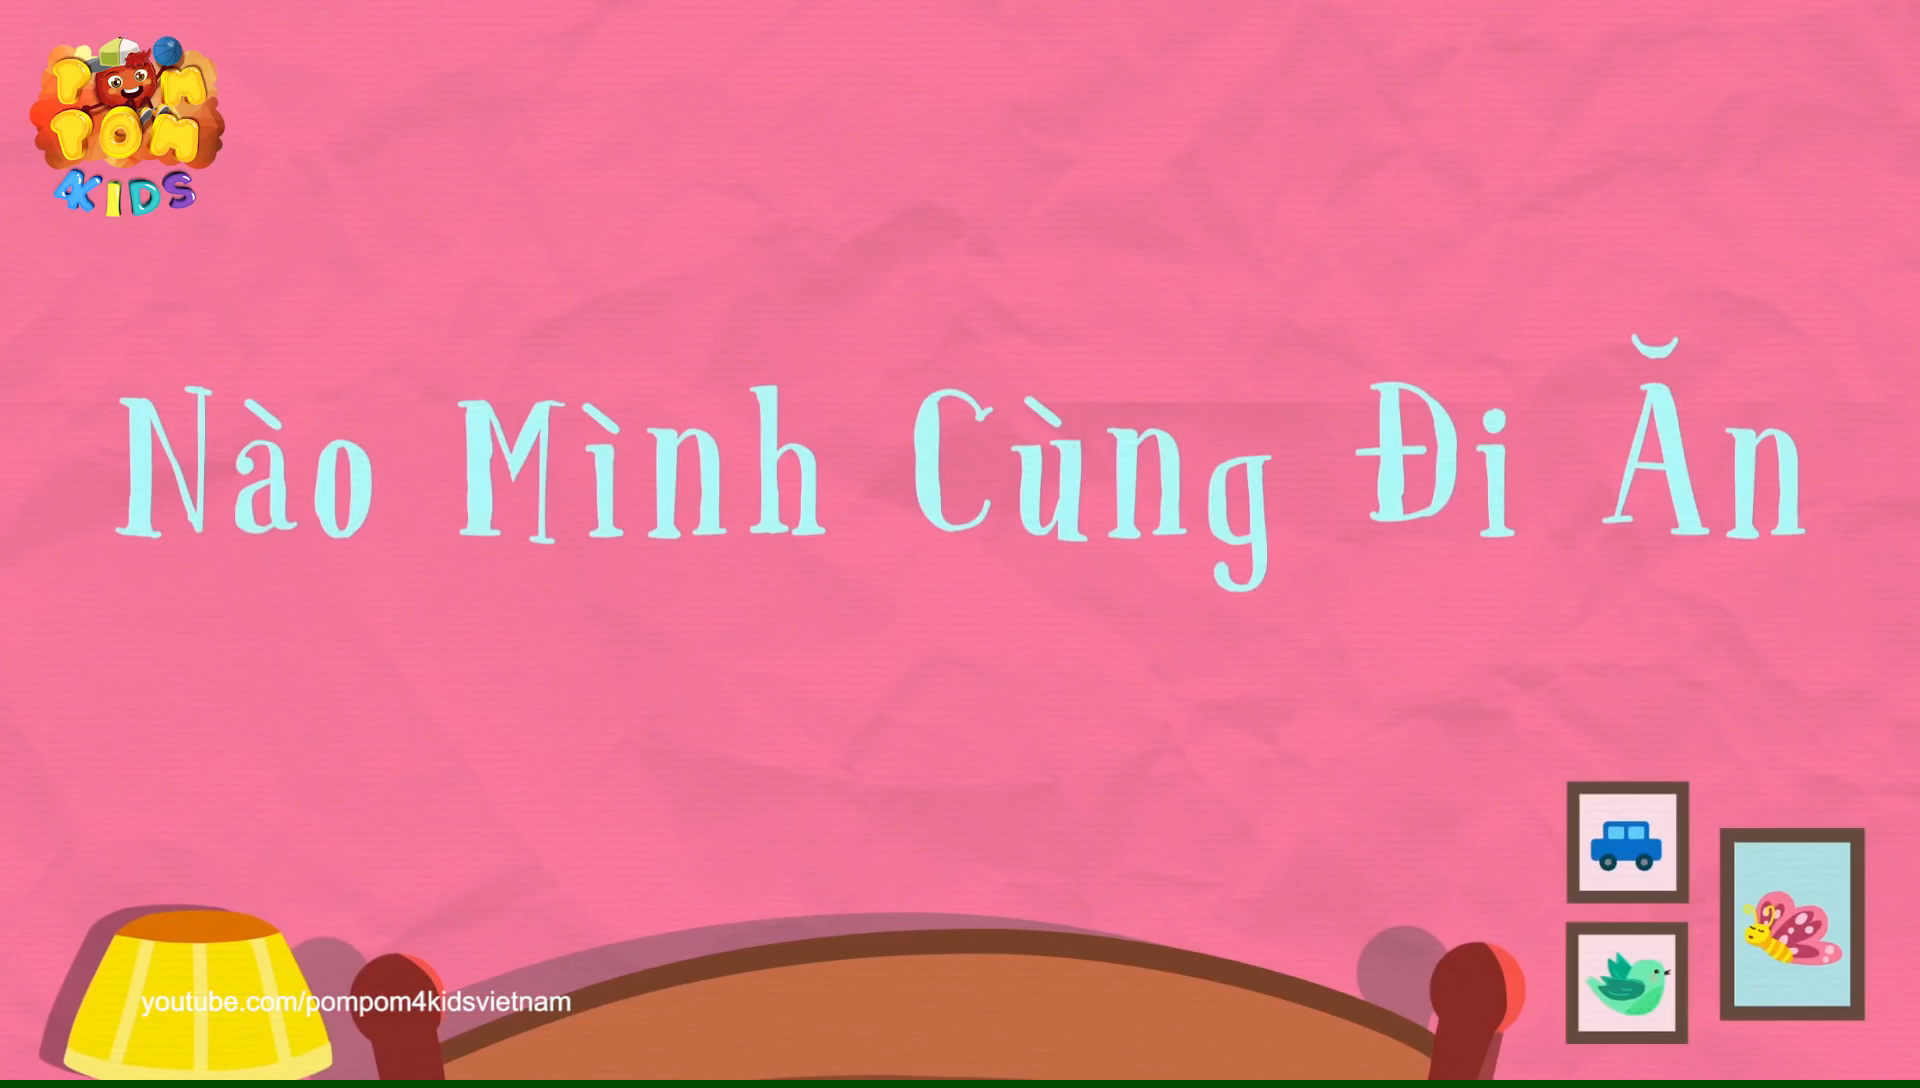 POM
POM
4KIDS
Nào Mình Cùng Đi Ăn
youtube.com/pompom4kidsvietnam